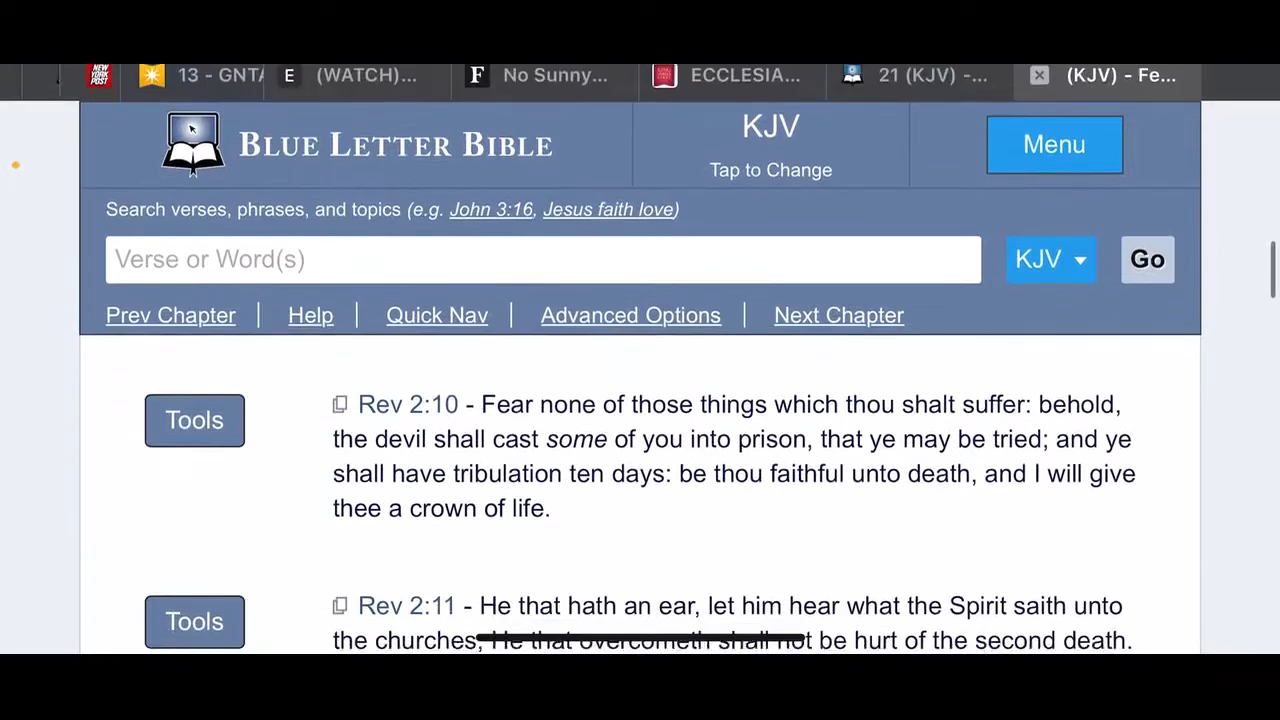 NEW YORK POST
13 - GNTA
E (WATCH)...
F No Sunny...
ECCLESIA...
21 (KJV) -...
(KJV) - Fe...
BLUE LETTER BIBLE
KJV
Tap to Change
Menu
Search verses, phrases, and topics (e.g. John 3:16, Jesus faith love)
Verse or Word(s)
KJV
Go
Prev Chapter
Help
Quick Nav
Advanced Options
Next Chapter
Tools
Rev 2:10 - Fear none of those things which thou shalt suffer: behold,
the devil shall cast some of you into prison, that ye may be tried; and ye
shall have tribulation ten days: be thou faithful unto death, and I will give
thee a crown of life.
Tools
Rev 2:11 - He that hath an ear, let him hear what the Spirit saith unto
the churches; He that overcometh shall not be hurt of the second death.